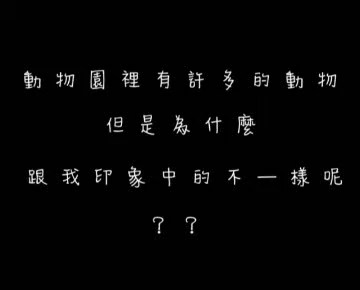 動物園裡有許多的動物
但是為什麼
跟我印象中的不一樣呢
？？